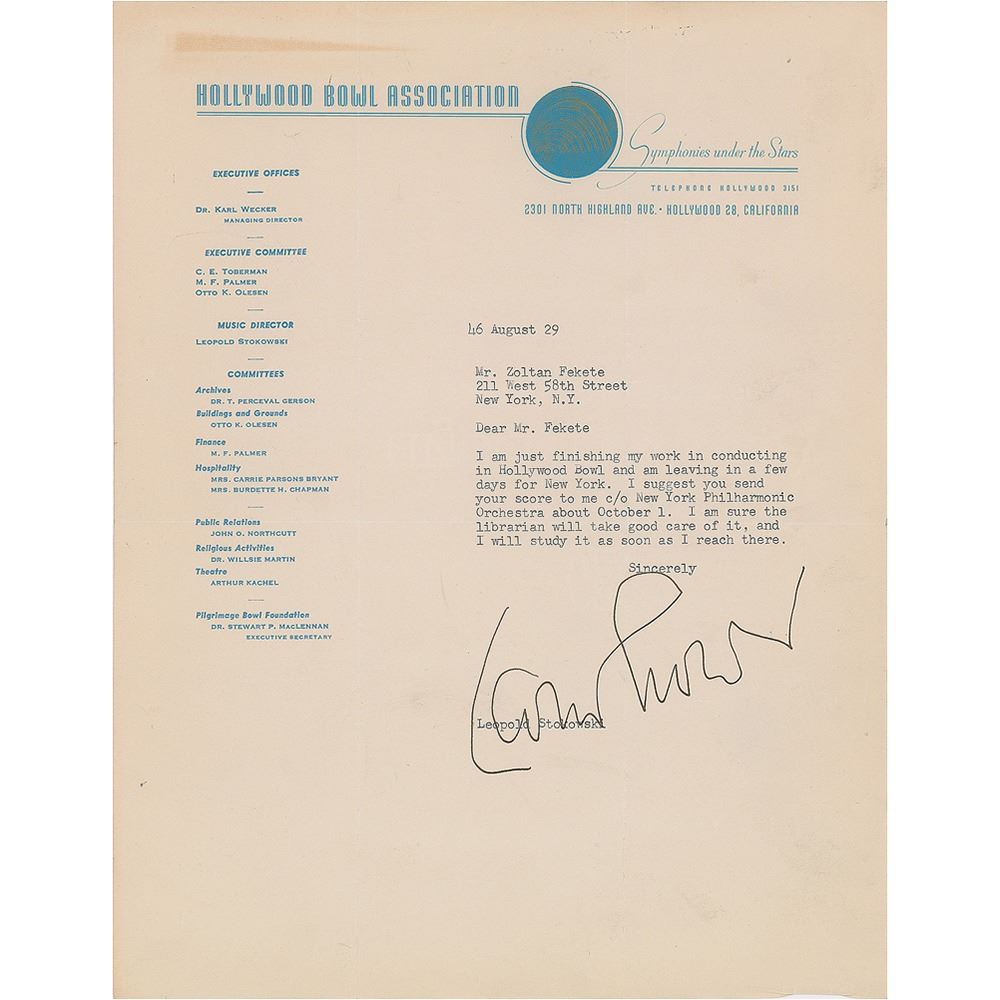 HOLLYWOOD BOWL ASSOCIATION
Symphonies under the Stars
TELEPHONE HOLLYWOOD 3151
2301 NORTH HIGHLAND AVE. · HOLLYWOOD 28, CALIFORNIA
EXECUTIVE OFFICES
DR. KARL WECKER
MANAGING DIRECTOR
EXECUTIVE COMMITTEE
C. E. TOBERMAN
M. F. PALMER
OTTO K. OLESEN
MUSIC DIRECTOR
LEOPOLD STOKOWSKI
COMMITTEES
Archives
DR. T. PERCEVAL GERSON
Buildings and Grounds
OTTO K. OLESEN
Finance
M. F. PALMER
Hospitality
MRS. CARRIE PARSONS BRYANT
MRS. BURDETTE H. CHAPMAN
Public Relations
JOHN O. NORTHCUTT
Religious Activities
DR. WILLSIE MARTIN
Theatre
ARTHUR KACHEL
Pilgrimage Bowl Foundation
DR. STEWART P. MACLENNAN
EXECUTIVE SECRETARY
46 August 29
Mr. Zoltan Fekete
211 West 58th Street
New York, N.Y.
Dear Mr. Fekete
I am just finishing my work in conducting
in Hollywood Bowl and am leaving in a few
days for New York. I suggest you send
your score to me c/o New York Philharmonic
Orchestra about October 1. I am sure the
librarian will take good care of it, and
I will study it as soon as I reach there.
Sincerely
Leopold Stokowski